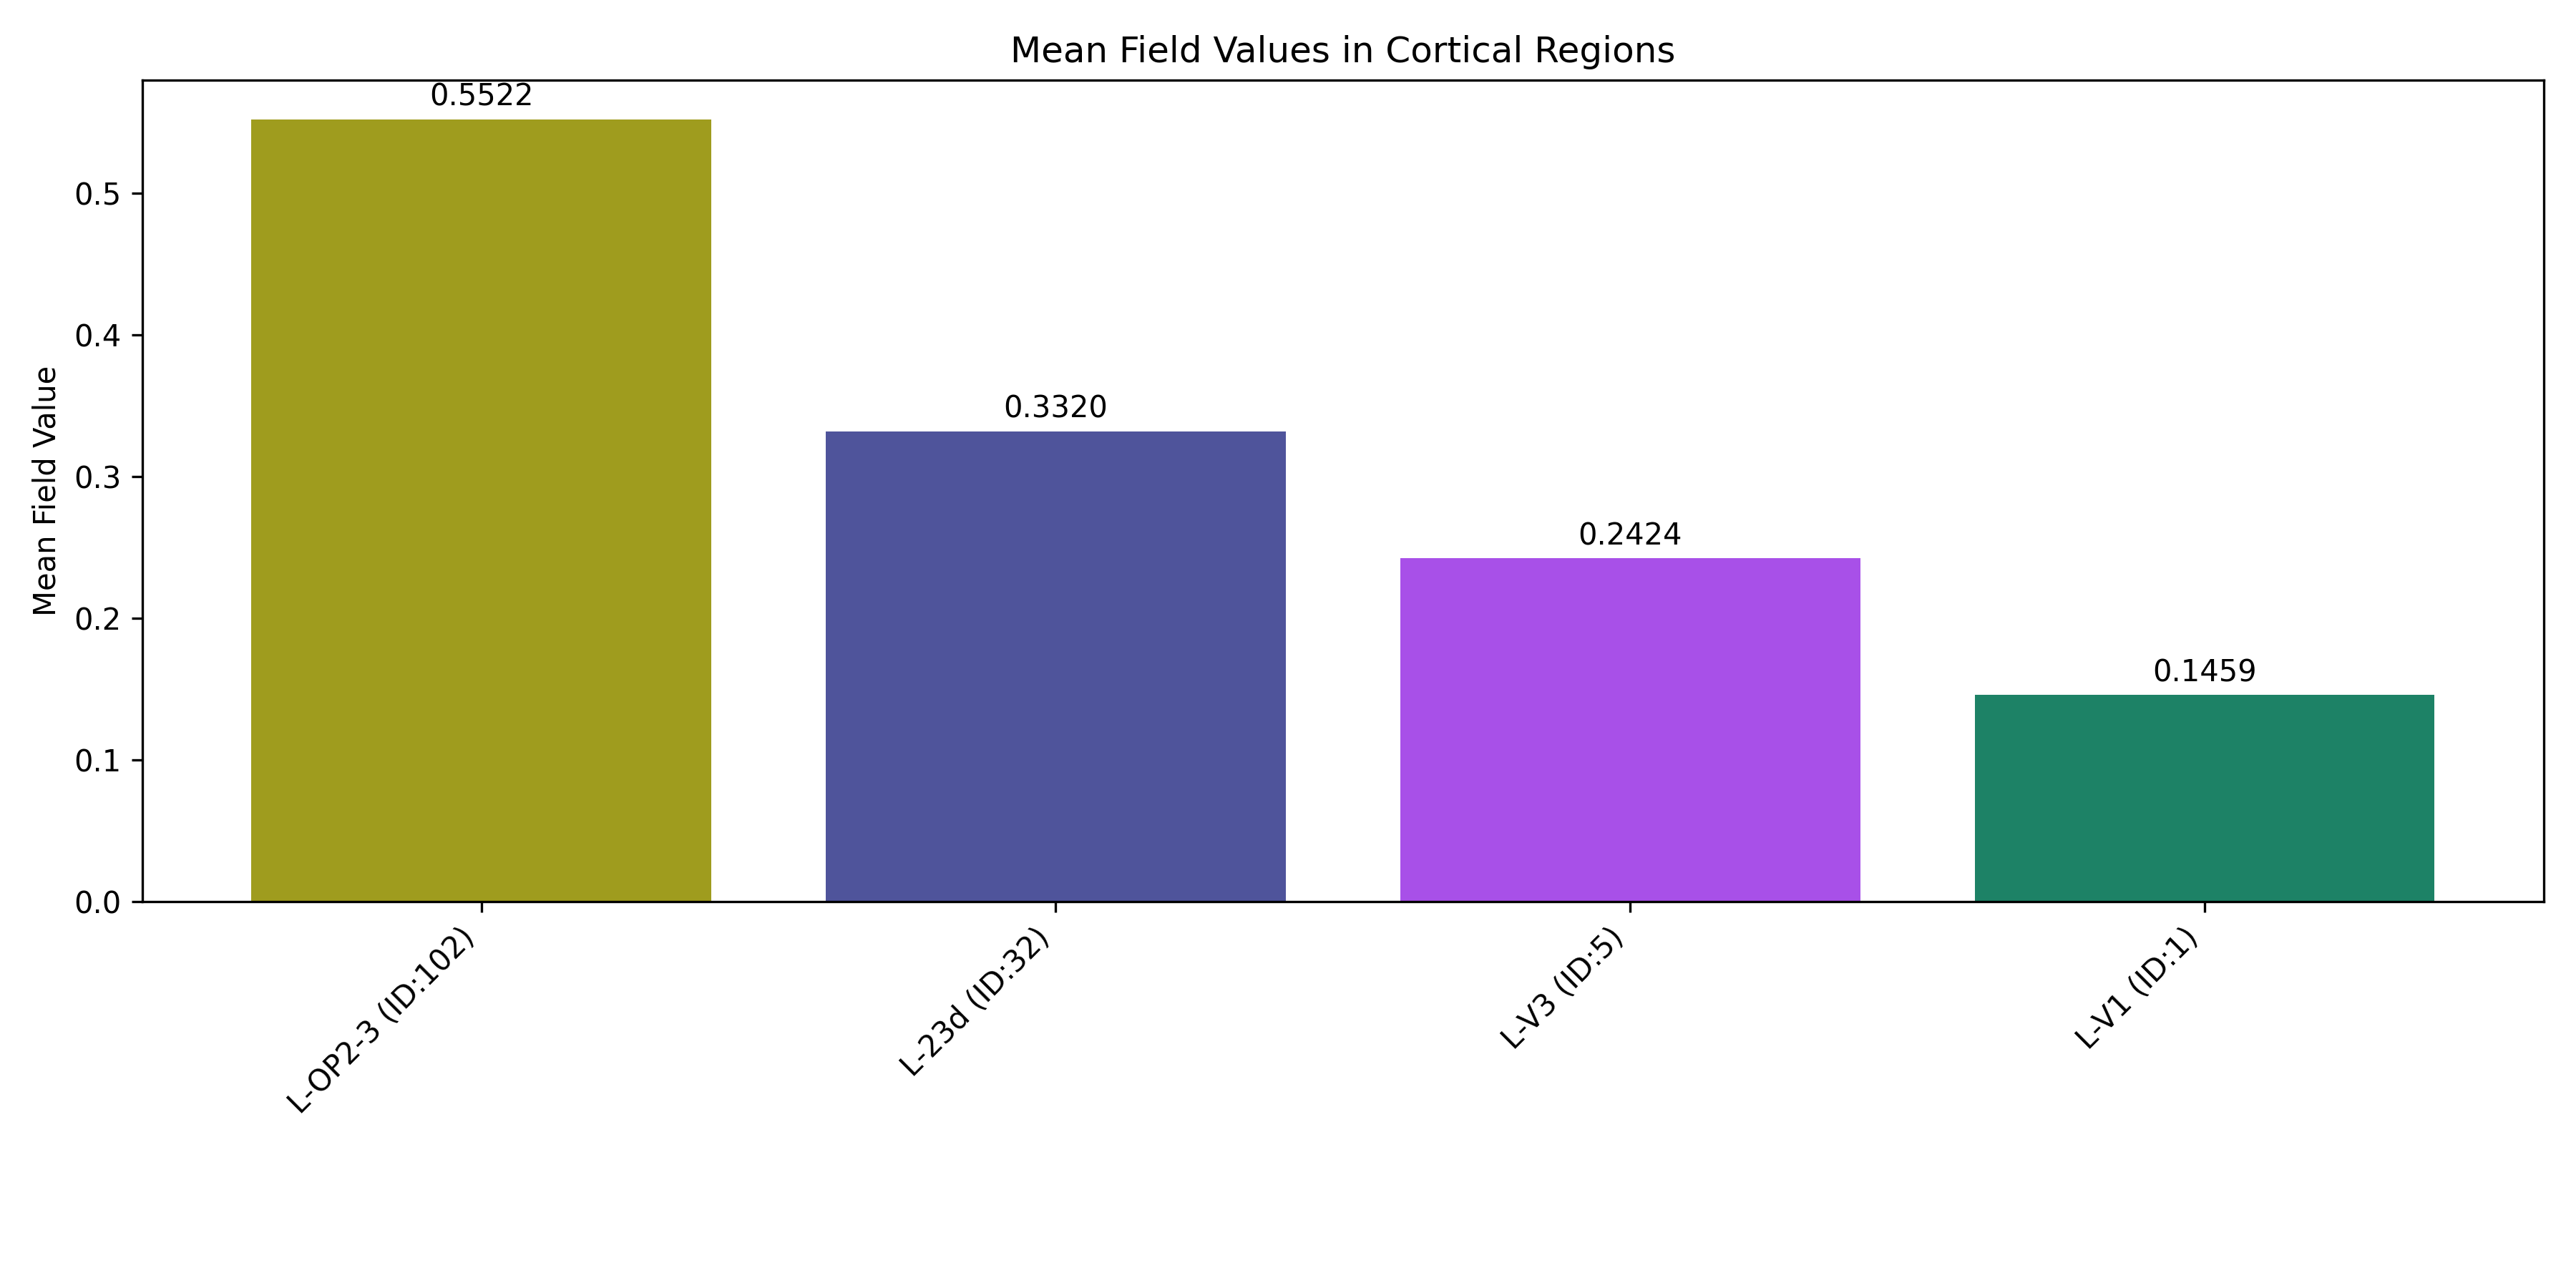 Mean Field Values in Cortical Regions
Mean Field Value
0.5
0.4
0.3
0.2
0.1
0.0
0.5522
0.3320
0.2424
0.1459
L-OP2-3 (ID:102)
L-23d (ID:32)
L-V3 (ID:5)
L-V1 (ID:1)